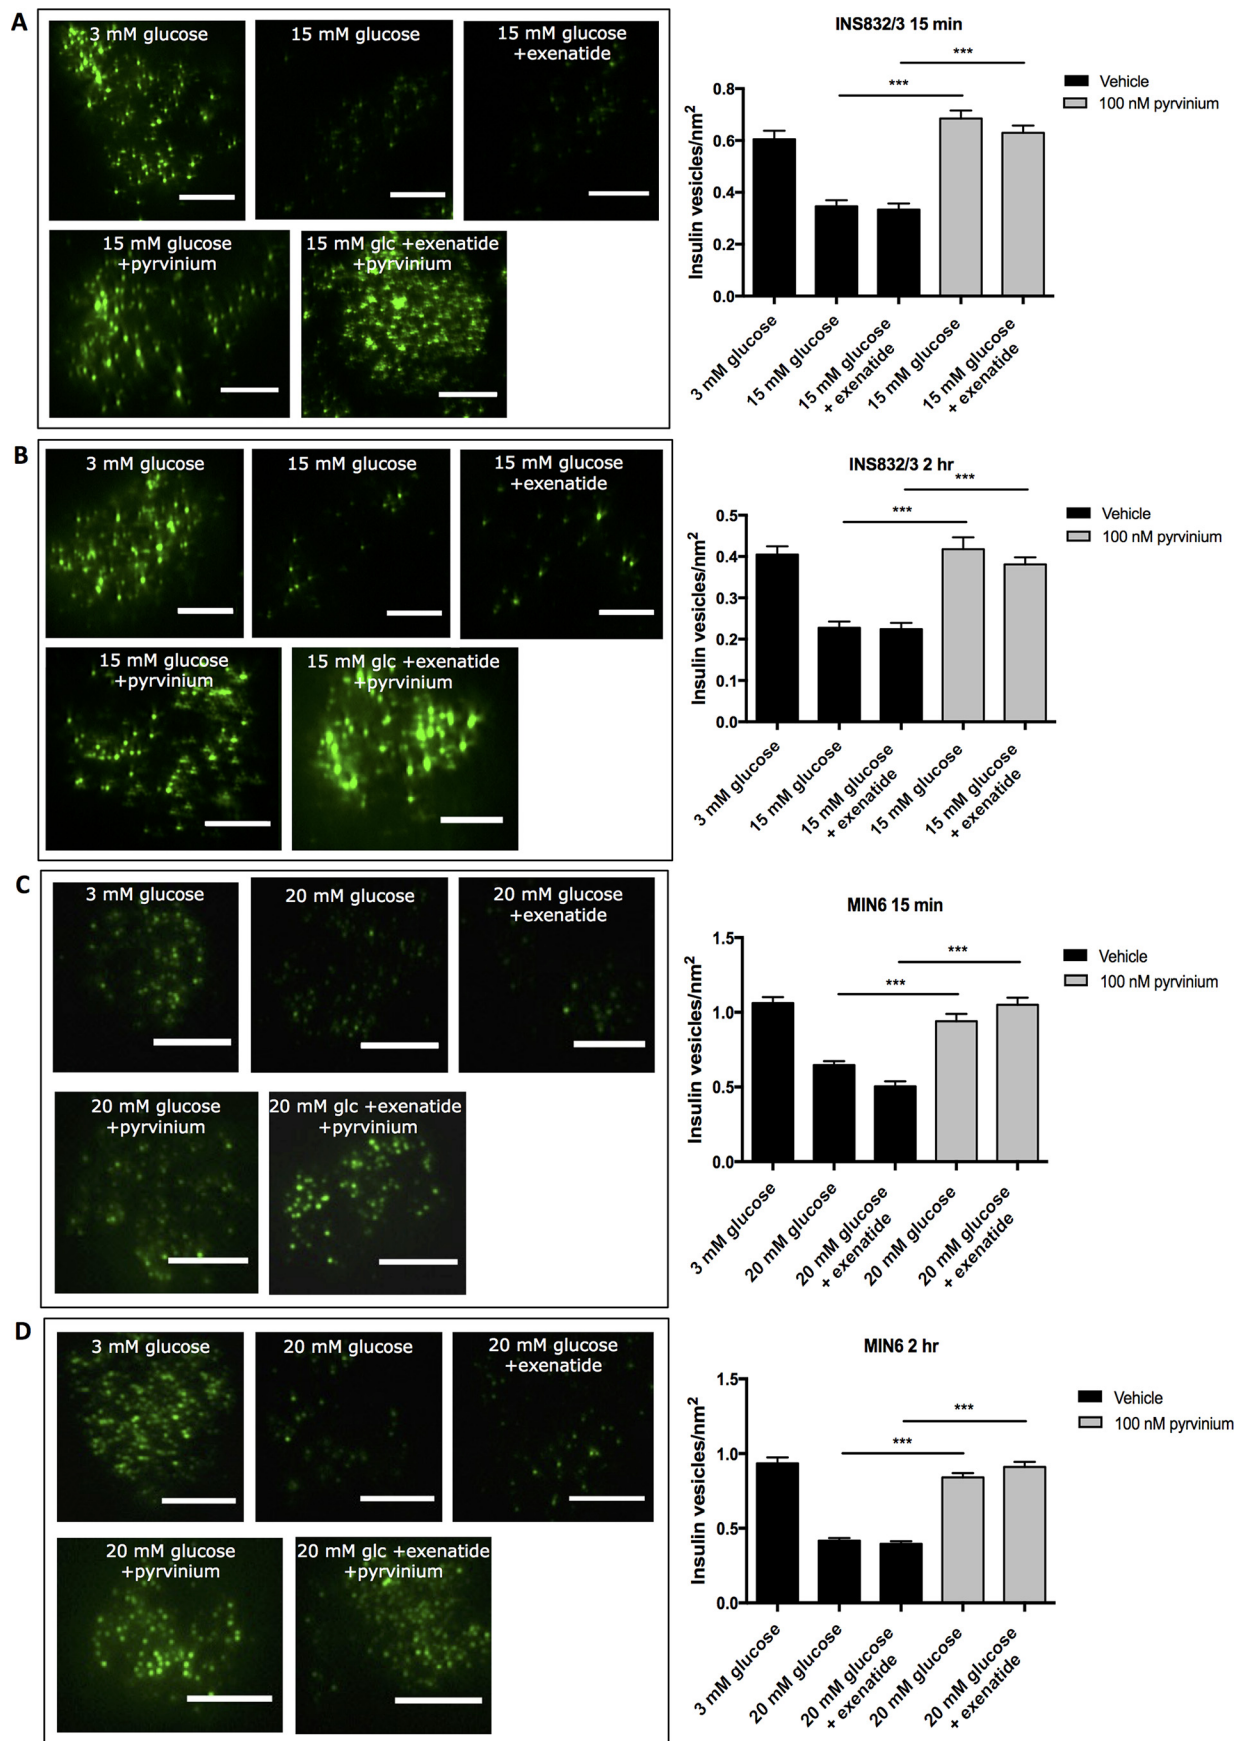 A
3 mM glucose
15 mM glucose
15 mM glucose
+exenatide
15 mM glucose
+pyrvinium
15 mM glc +exenatide
+pyrvinium
INS832/3 15 min
***
***
Vehicle
100 nM pyrvinium
Insulin vesicles/nm2
0.8
0.6
0.4
0.2
0.0
3 mM glucose
15 mM glucose
15 mM glucose
+ exenatide
15 mM glucose
15 mM glucose
+ exenatide
B
3 mM glucose
15 mM glucose
15 mM glucose
+exenatide
15 mM glucose
+pyrvinium
15 mM glc +exenatide
+pyrvinium
INS832/3 2 hr
***
***
Vehicle
100 nM pyrvinium
Insulin vesicles/nm2
0.5
0.4
0.3
0.2
0.1
0.0
3 mM glucose
15 mM glucose
15 mM glucose
+ exenatide
15 mM glucose
15 mM glucose
+ exenatide
C
3 mM glucose
20 mM glucose
20 mM glucose
+exenatide
20 mM glucose
+pyrvinium
20 mM glc +exenatide
+pyrvinium
MIN6 15 min
***
***
Vehicle
100 nM pyrvinium
Insulin vesicles/nm2
1.5
1.0
0.5
0.0
3 mM glucose
20 mM glucose
20 mM glucose
+ exenatide
20 mM glucose
20 mM glucose
+ exenatide
D
3 mM glucose
20 mM glucose
20 mM glucose
+exenatide
20 mM glucose
+pyrvinium
20 mM glc +exenatide
+pyrvinium
MIN6 2 hr
***
***
Vehicle
100 nM pyrvinium
Insulin vesicles/nm2
1.5
1.0
0.5
0.0
3 mM glucose
20 mM glucose
20 mM glucose
+ exenatide
20 mM glucose
20 mM glucose
+ exenatide